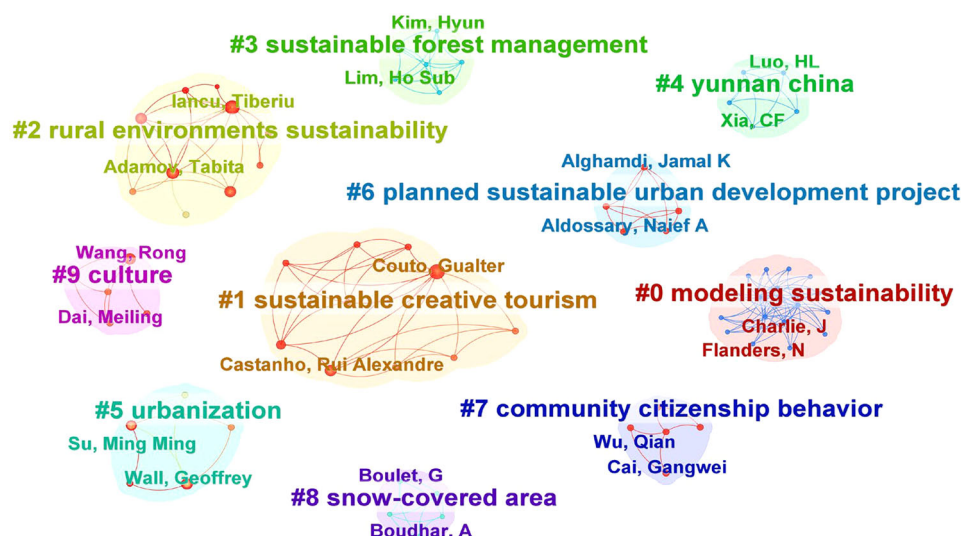 Kim, Hyun
#3 sustainable forest management
Lim, Ho Sub
Luo, HL
#4 yunnan china
Xia, CF
Iancu, Tiberiu
#2 rural environments sustainability
Adamov, Tabita
Alghamdi, Jamal K
#6 planned sustainable urban development project
Aldossary, Naief A
Wang, Rong
#9 culture
Dai, Meiling
Couto, Gualter
#1 sustainable creative tourism
Castanho, Rui Alexandre
#0 modeling sustainability
Charlie, J
Flanders, N
#5 urbanization
Su, Ming Ming
Wall, Geoffrey
#7 community citizenship behavior
Wu, Qian
Cai, Gangwei
Boulet, G
#8 snow-covered area
Boudhar, A